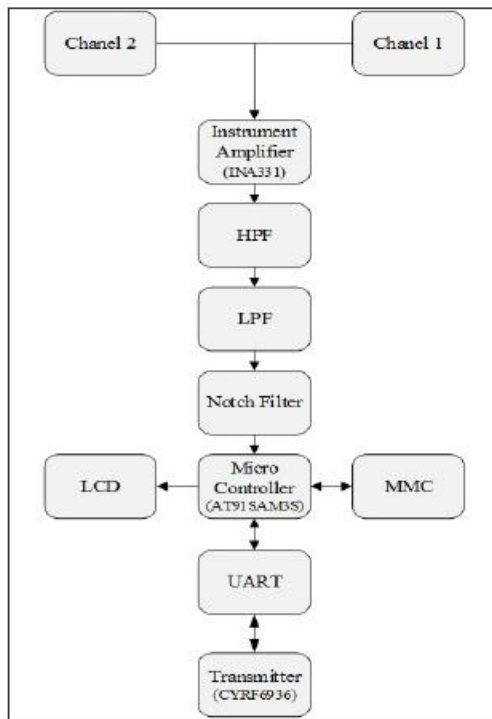 Chanel 2
Chanel 1
Instrument
Amplifier
(INA331)
HPF
LPF
Notch Filter
LCD
Micro
Controller
(AT91SAM3S)
MMC
UART
Transmitter
(CYRF6936)